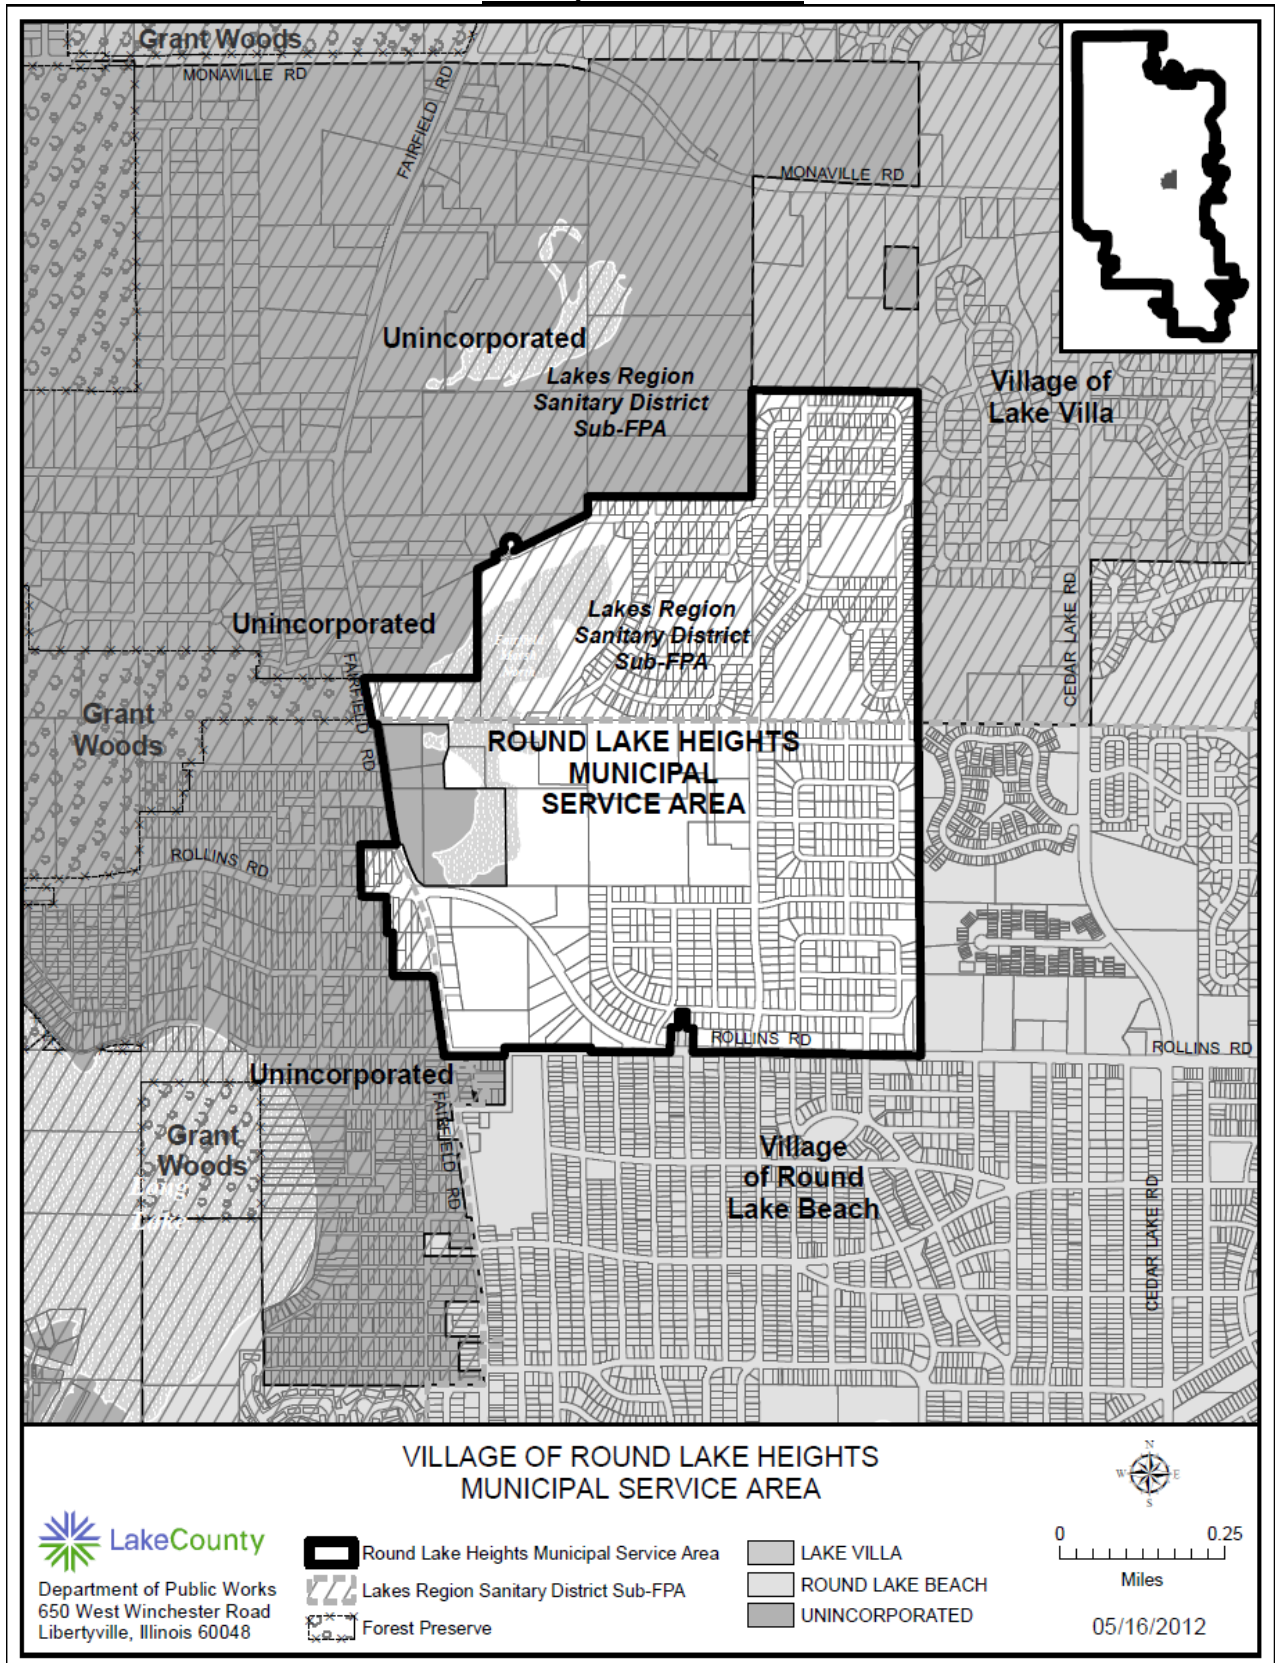 Grant Woods
MONAVILLE RD
FAIRFIELD RD
MONAVILLE RD
Unincorporated
Lakes Region
Sanitary District
Sub-FPA
Village of
Lake Villa
CEDAR LAKE RD
Unincorporated
Lakes Region
Sanitary District
Sub-FPA
Fairfield
Marsh
FAIRFIELD RD
Grant
Woods
ROUND LAKE HEIGHTS
MUNICIPAL
SERVICE AREA
ROLLINS RD
ROLLINS RD
ROLLINS RD
Unincorporated
FAIRFIELD RD
Grant
Woods
Long
Lake
Village
of Round
Lake Beach
CEDAR LAKE RD
VILLAGE OF ROUND LAKE HEIGHTS
MUNICIPAL SERVICE AREA
N
W E
S
LakeCounty
Department of Public Works
650 West Winchester Road
Libertyville, Illinois 60048
Round Lake Heights Municipal Service Area
Lakes Region Sanitary District Sub-FPA
Forest Preserve
LAKE VILLA
ROUND LAKE BEACH
UNINCORPORATED
0 0.25
Miles
05/16/2012